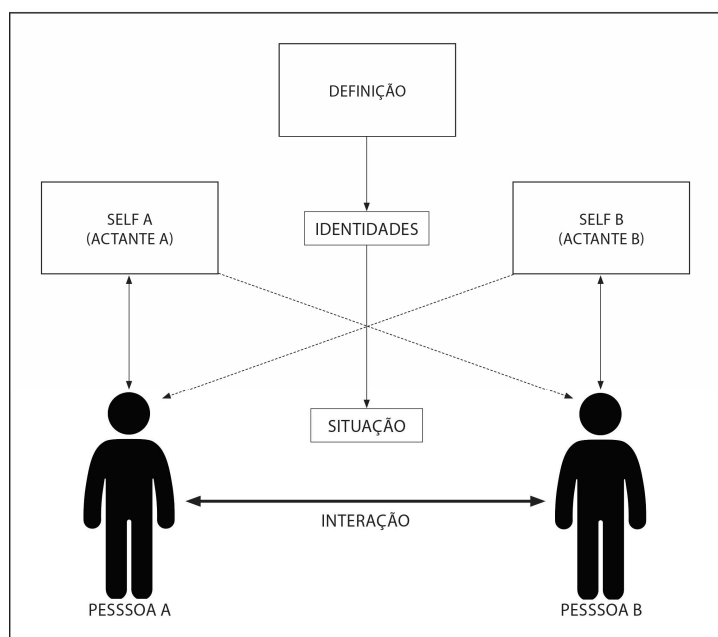 DEFINIÇÃO
SELF A
(ACTANTE A)
IDENTIDADES
SELF B
(ACTANTE B)
SITUAÇÃO
INTERAÇÃO
PESSSOA A
PESSSOA B